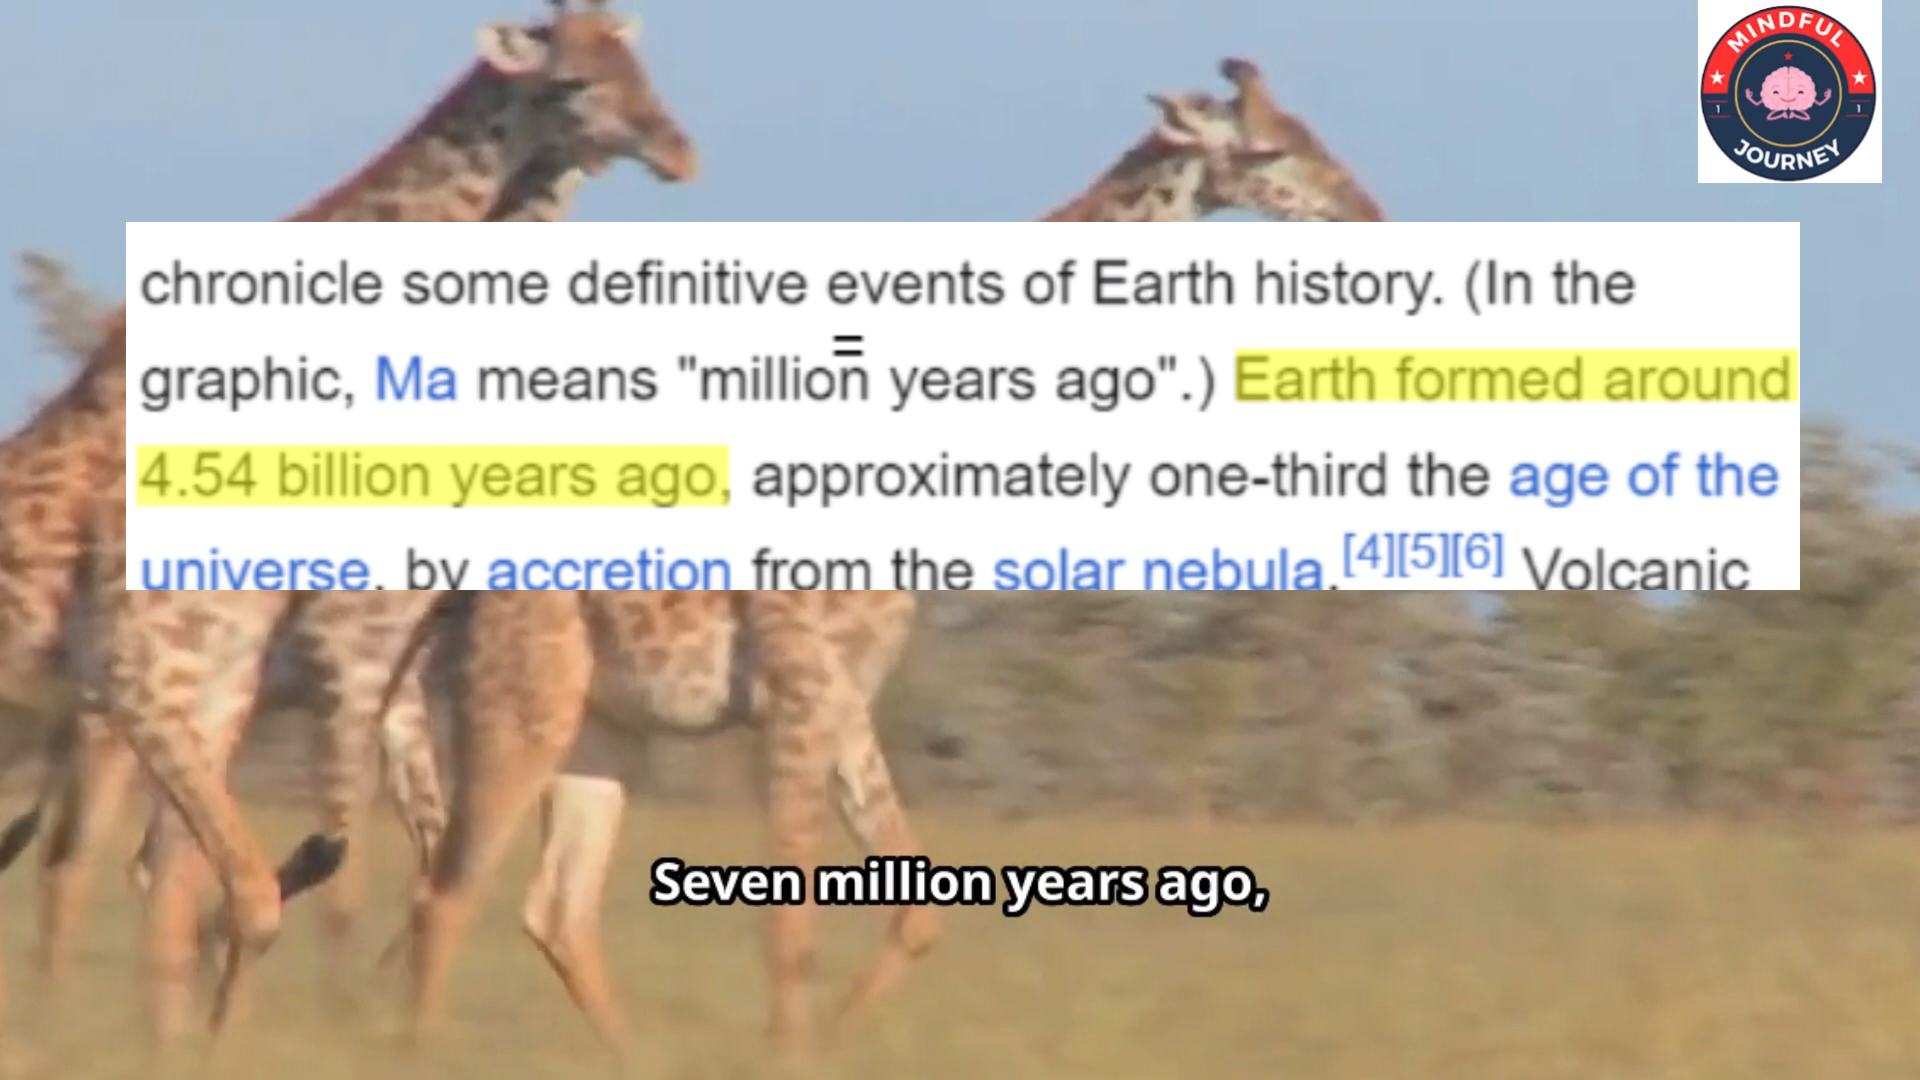 MINDFUL
1 1
JOURNEY
chronicle some definitive events of Earth history. (In the
=
graphic, Ma means "million years ago".) Earth formed around
4.54 billion years ago, approximately one-third the age of the
universe, by accretion from the solar nebula.[4][5][6] Volcanic
Seven million years ago,